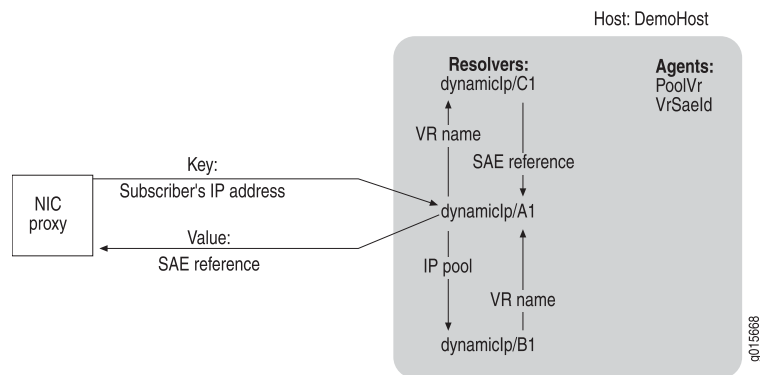 Host: DemoHost
Resolvers:
dynamicIp/C1
Agents:
PoolVr
VrSaeId
VR name
SAE reference
Key:
Subscriber's IP address
NIC
proxy
dynamicIp/A1
Value:
SAE reference
IP pool
VR name
dynamicIp/B1
g015668